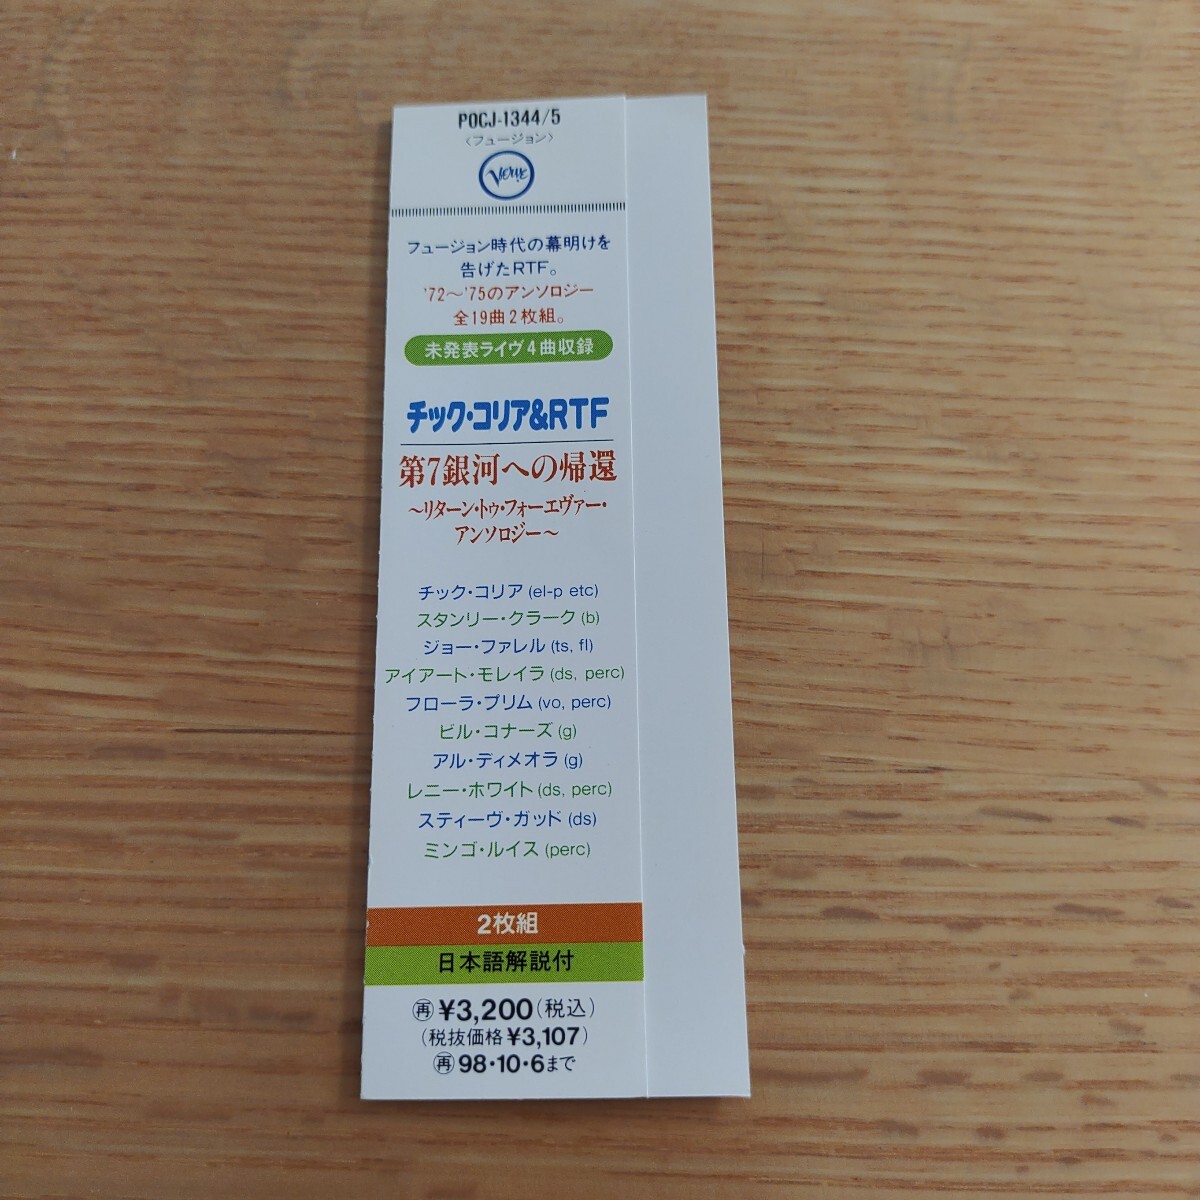 POCJ-1344/5
〈フュージョン〉
Verve
フュージョン時代の幕明けを
告げたRTF。
'72〜'75のアンソロジー
全19曲2枚組。
未発表ライヴ4曲収録
チック・コリア&RTF
第7銀河への帰還
〜リターン・トゥ・フォーエヴァー・
アンソロジー〜
チック・コリア (el-p etc)
スタンリー・クラーク (b)
ジョー・ファレル (ts, fl)
アイアート・モレイラ (ds, perc)
フローラ・プリム (vo, perc)
ビル・コナーズ (g)
アル・ディメオラ (g)
レニー・ホワイト (ds, perc)
スティーヴ・ガッド (ds)
ミンゴ・ルイス (perc)
2枚組
日本語解説付
再 ¥3,200(税込)
(税抜価格 ¥3,107)
再 98・10・6まで